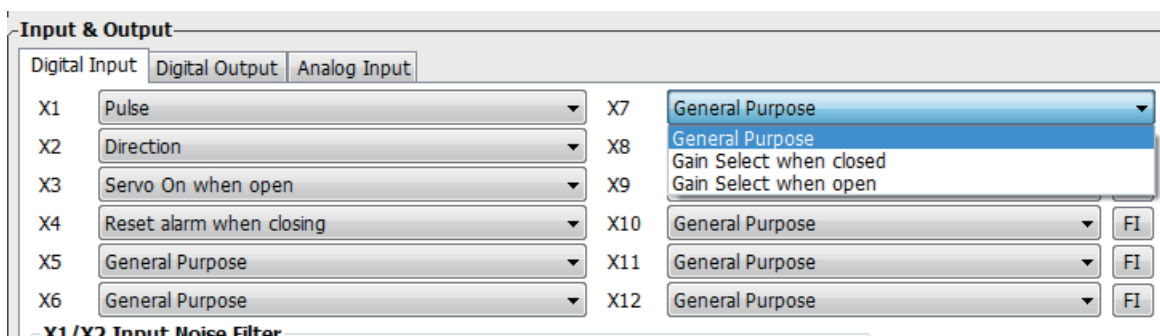 Input & Output
Digital Input Digital Output Analog Input
X1 Pulse X7 General Purpose
X2 Direction X8 General Purpose
Gain Select when closed
X3 Servo On when open X9 Gain Select when open
X4 Reset alarm when closing X10 General Purpose FI
X5 General Purpose X11 General Purpose FI
X6 General Purpose X12 General Purpose FI
X1/X2 Input Noise Filter